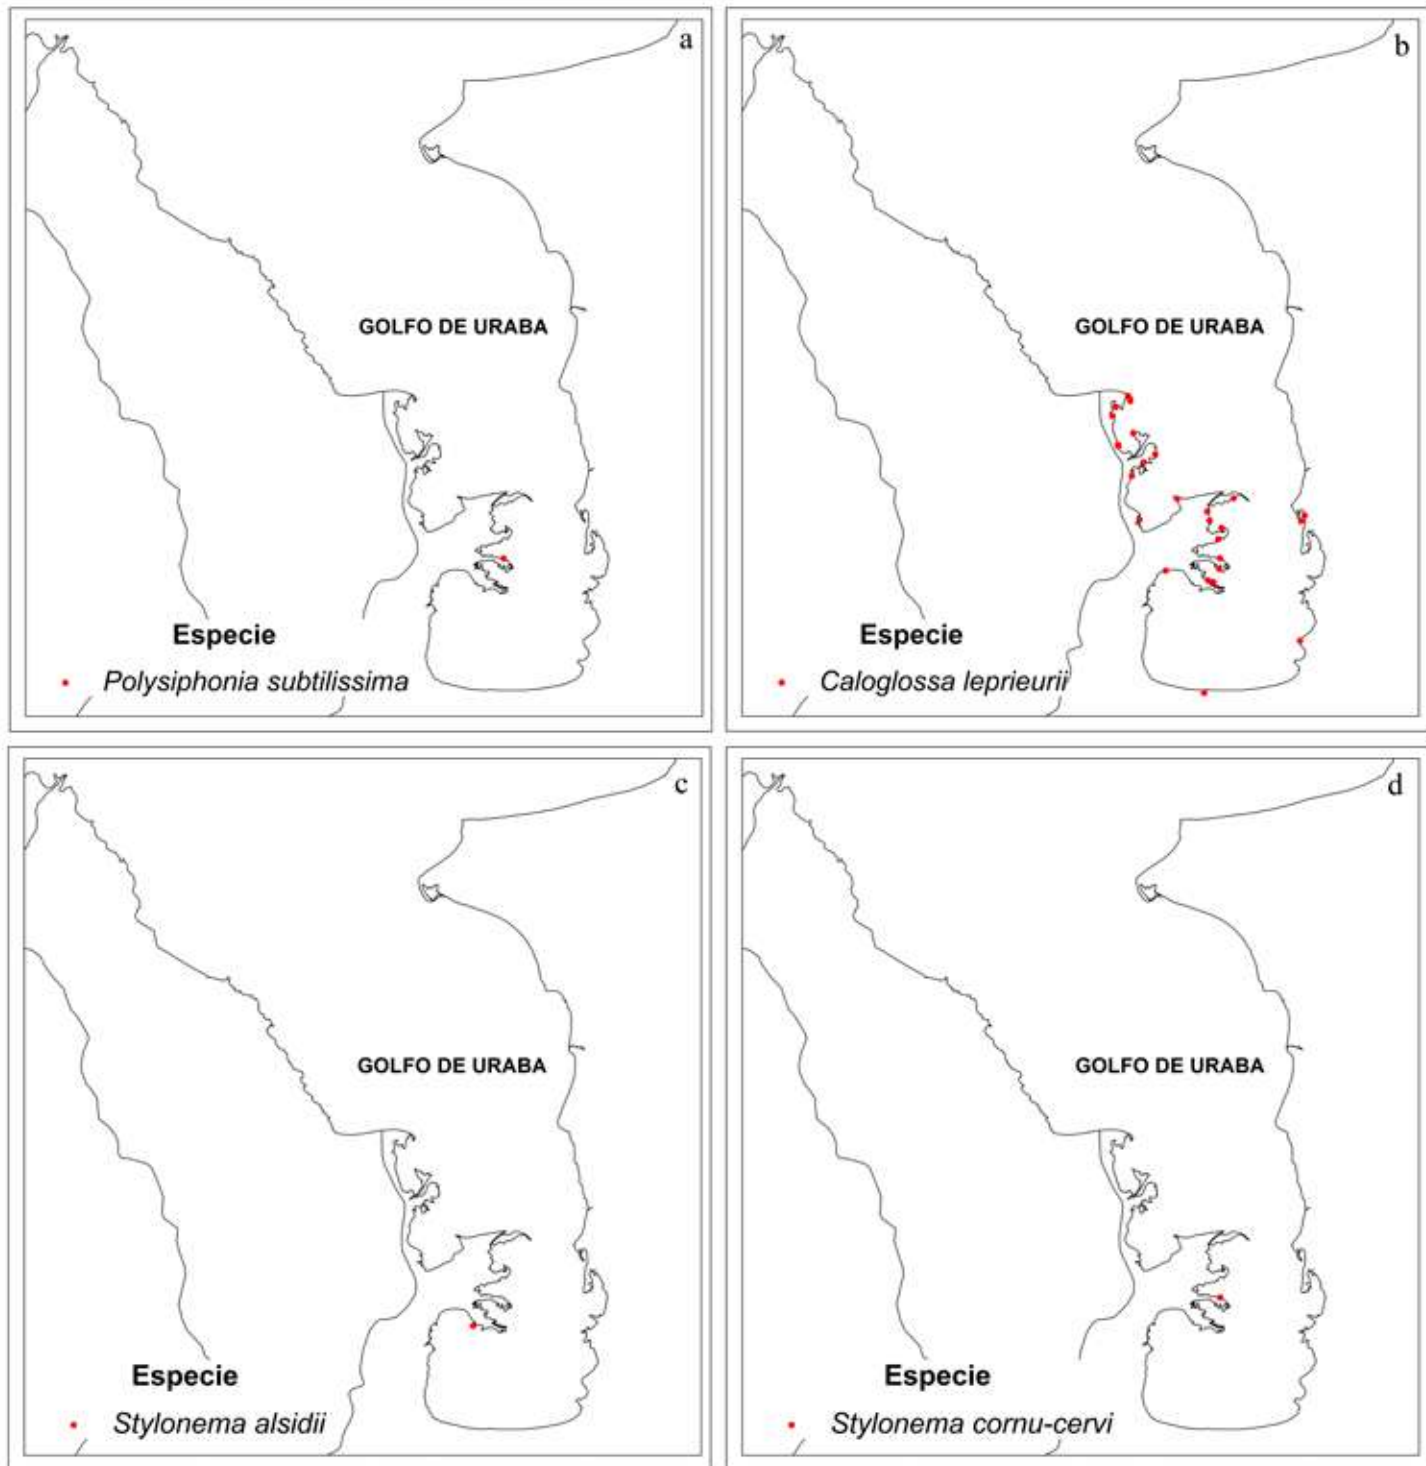 a
GOLFO DE URABA
Especie
Polysiphonia subtilissima
b
GOLFO DE URABA
Especie
Caloglossa leprieurii
c
GOLFO DE URABA
Especie
Stylonema alsidii
d
GOLFO DE URABA
Especie
Stylonema cornu-cervi